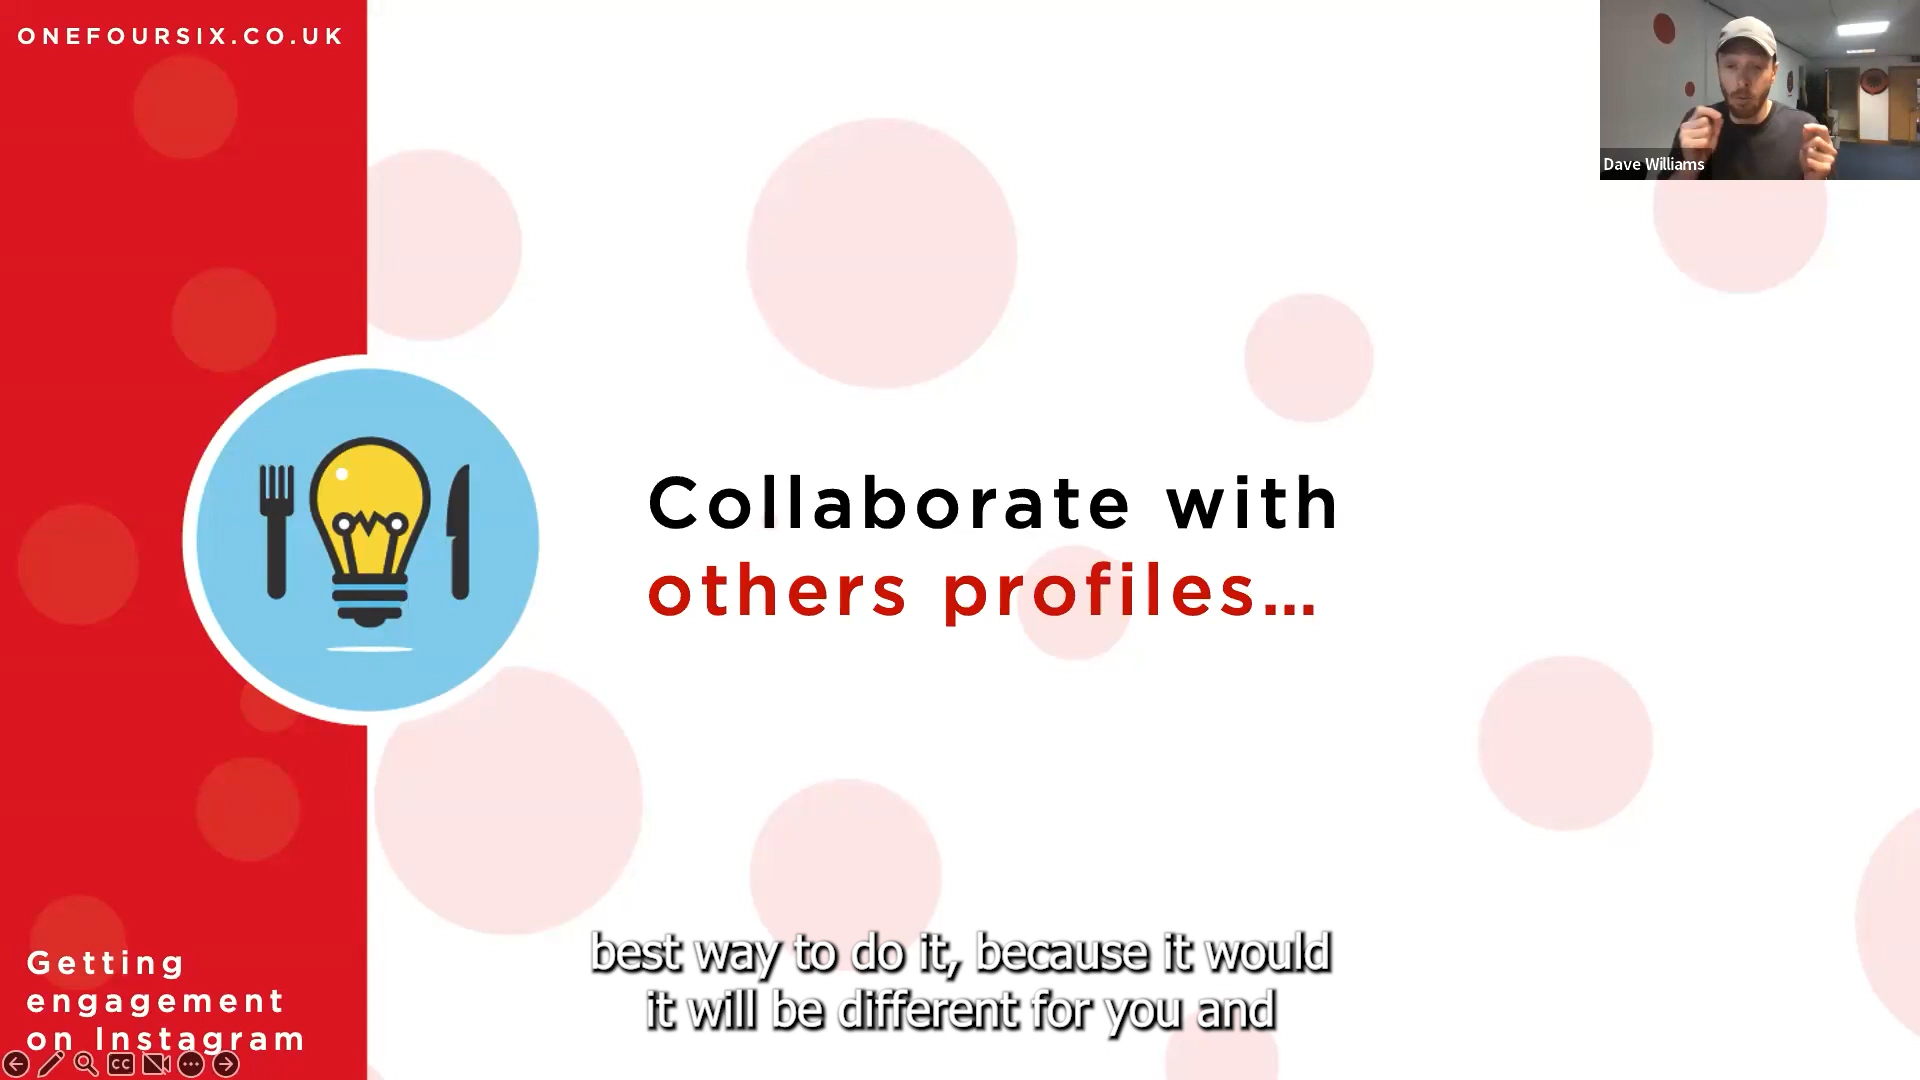 ONEFOURSIX.CO.UK
Dave Williams
Collaborate with
others profiles...
best way to do it, because it would
it will be different for you and
Getting
engagement
on Instagram
CC